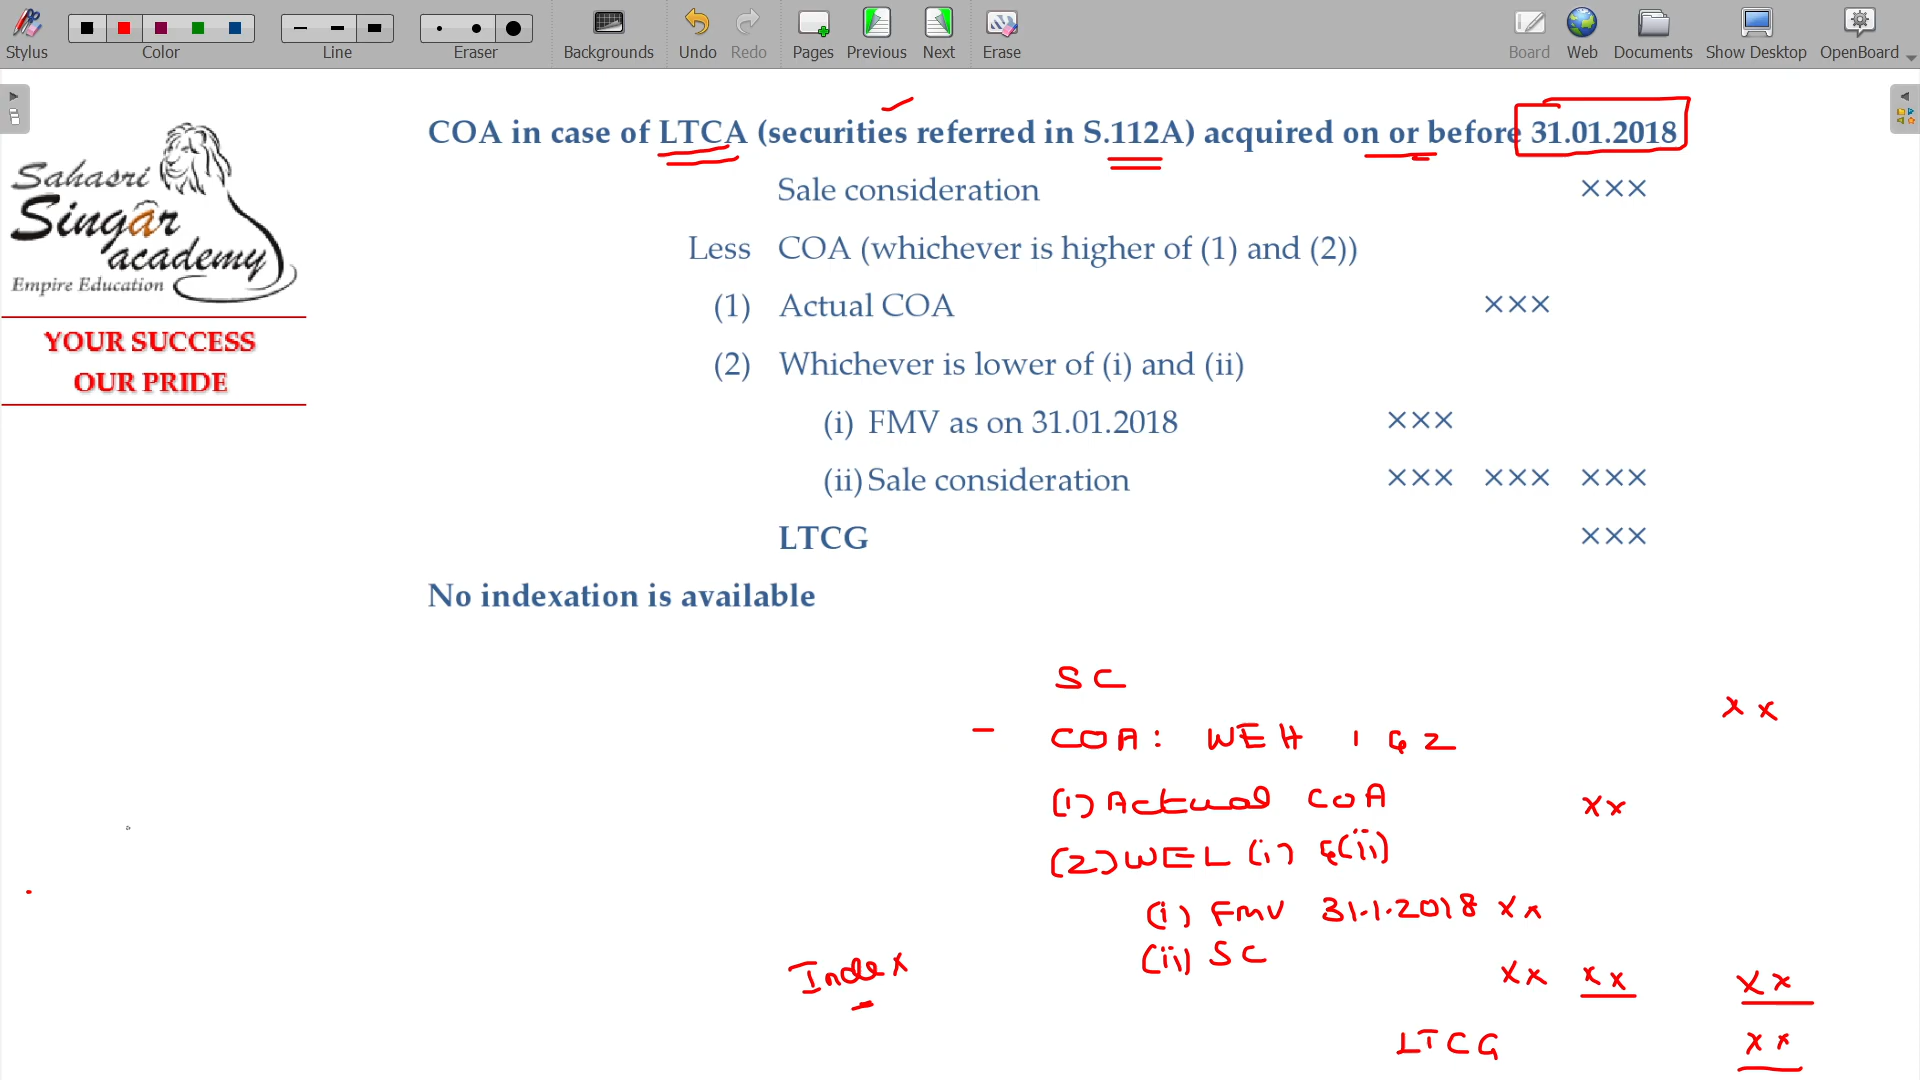 Stylus Color Line Eraser Backgrounds Undo Redo Pages Previous Next Erase Board Web Documents Show Desktop OpenBoard
Sahasri
Singar
academy
Empire Education
YOUR SUCCESS
OUR PRIDE
COA in case of LTCA (securities referred in S.112A) acquired on or before 31.01.2018
Sale consideration ×××
Less COA (whichever is higher of (1) and (2))
(1) Actual COA ×××
(2) Whichever is lower of (i) and (ii)
(i) FMV as on 31.01.2018 ×××
(ii) Sale consideration ××× ××× ×××
LTCG ×××
No indexation is available
SC x x
– COA: WEH 1 & 2
(1) Actual COA xx
(2) WEL (i) & (ii)
(i) FMV 31.1.2018 xx
(ii) SC xx xx xx
Index
LTCG xx